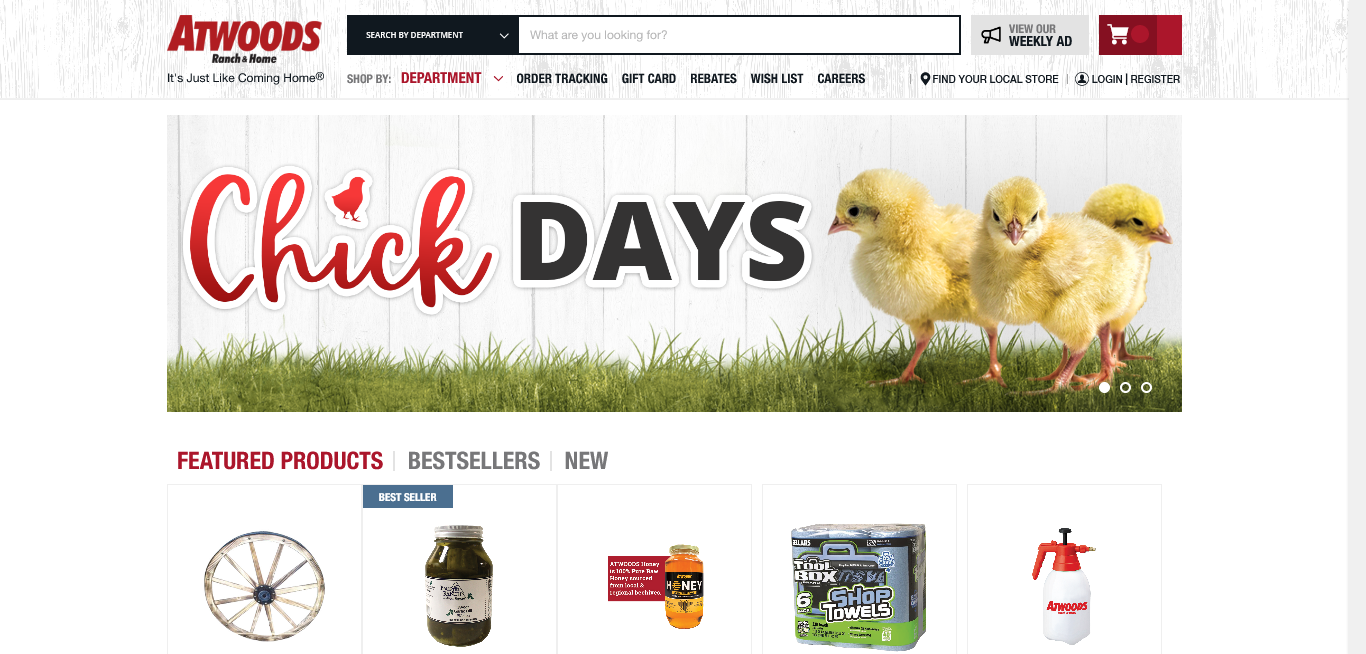 ATWOODS
Ranch & Home
It's Just Like Coming Home®
SEARCH BY DEPARTMENT
What are you looking for?
VIEW OUR
WEEKLY AD
SHOP BY: DEPARTMENT
ORDER TRACKING
GIFT CARD
REBATES
WISH LIST
CAREERS
FIND YOUR LOCAL STORE
LOGIN | REGISTER
Chick DAYS
FEATURED PRODUCTS
BESTSELLERS
NEW
BEST SELLER
ATWOODS Honey
is 100% Pure Raw
Honey sourced
from local &
regional beehives.
HONEY
SELLARS
TOOL
BOX
6
SHOP
TOWELS
ATWOODS